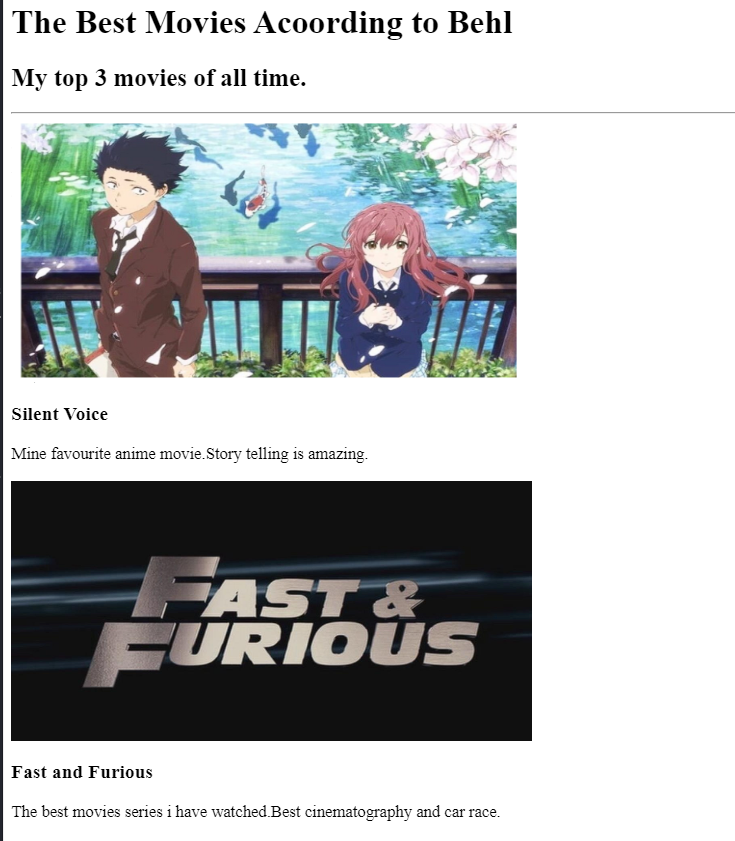 The Best Movies Acoording to Behl
My top 3 movies of all time.
Silent Voice
Mine favourite anime movie.Story telling is amazing.
FAST &
FURIOUS
Fast and Furious
The best movies series i have watched.Best cinematography and car race.